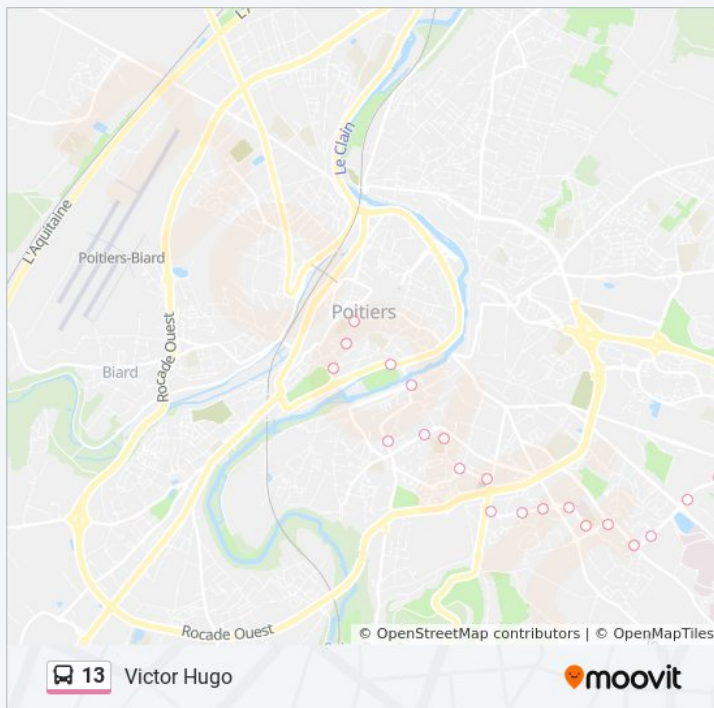 L'A
Le Clain
L'Aquitaine
Poitiers-Biard
Poitiers
Rocade Ouest
Biard
Rocade Ouest
© OpenStreetMap contributors | © OpenMapTiles
13 Victor Hugo
moovit